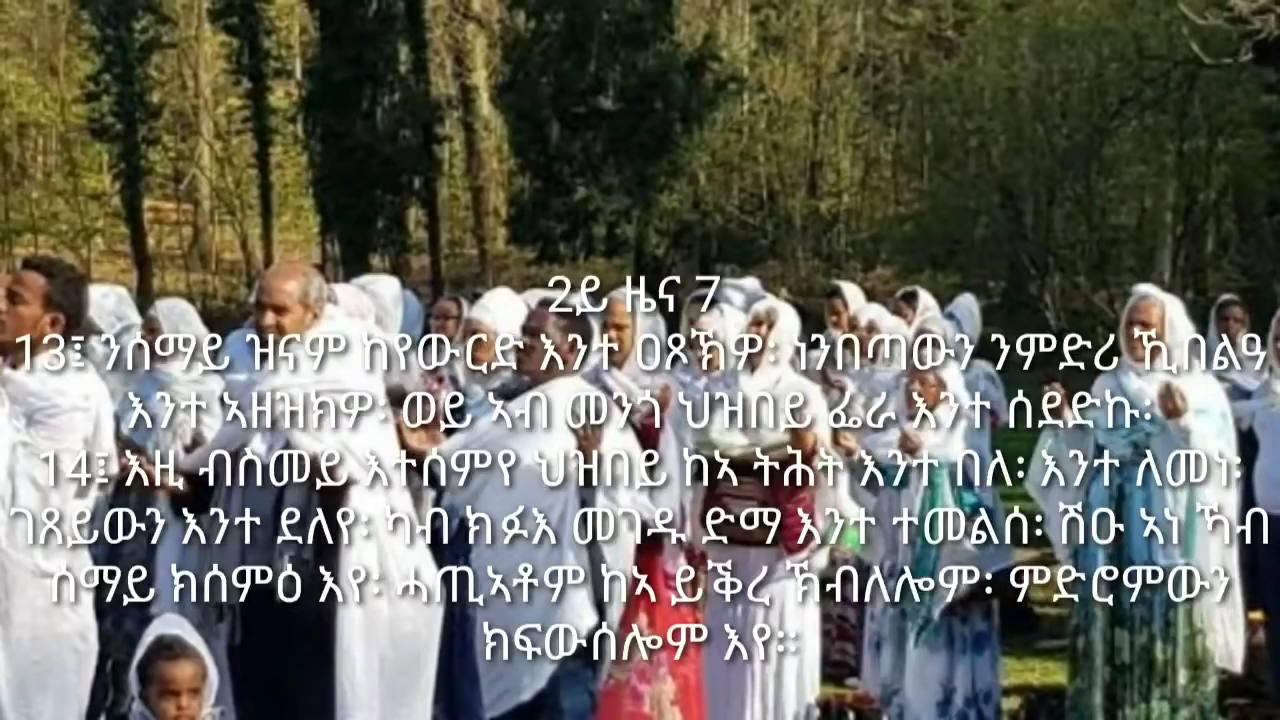 2ይ ዜና 7
13፤ ንሰማይ ዝናም ከየውርድ እንተ ዐጾኽዎ፡ ነንበጣውን ንምድሪ ኺበልዓ
እንተ ኣዘዝክዎ፡ ወይ ኣብ መንጎ ህዝበይ ፌራ እንተ ሰደድኩ፡
14፤ እዚ ብስመይ እተሰምየ ህዝበይ ከኣ ትሕት እንተ በለ፡ እንተ ለመነ፡
ገጸይውን እንተ ደለየ፡ ካብ ክፉእ መገዱ ድማ እንተ ተመልሰ፡ ሽዑ ኣነ ኻብ
ሰማይ ክሰምዕ እየ፡ ሓጢኣቶም ከኣ ይቕረ ኽብለሎም፡ ምድሮምውን
ክፍውሰሎም እየ።